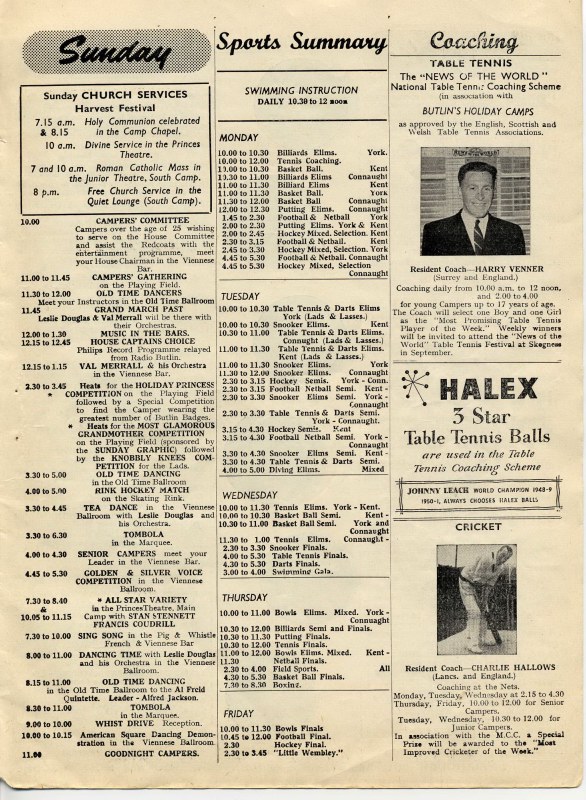 Sunday
Sunday CHURCH SERVICES
Harvest Festival
7.15 a.m. Holy Communion celebrated
& 8.15 in the Camp Chapel.
10 a.m. Divine Service in the Princes
Theatre.
7 and 10 a.m. Roman Catholic Mass in
the Junior Theatre, South Camp.
8 p.m. Free Church Service in the
Quiet Lounge (South Camp).
10.00 CAMPERS' COMMITTEE
Campers over the age of 25 wishing
to serve on the House Committee
and assist the Redcoats with the
entertainment programme, meet
your House Chairman in the Viennese
Bar.
11.00 to 11.45 CAMPERS' GATHERING
on the Playing Field.
11.30 to 12.00 OLD TIME DANCERS
Meet your Instructors in the Old Time Ballroom
11.45 GRAND MARCH PAST
Leslie Douglas & Val Merrall will be there with
their Orchestras.
12.00 to 1.30 MUSIC IN THE BARS.
12.15 to 12.45 HOUSE CAPTAINS CHOICE
Philips Record Programme relayed
from Radio Butlin.
12.15 to 1.15 VAL MERRALL & his Orchestra
in the Viennese Bar.
2.30 to 3.45 Heats for the HOLIDAY PRINCESS
* COMPETITION on the Playing Field
followed by a Special Competition
to find the Camper wearing the
greatest number of Butlin Badges.
* Heats for the MOST GLAMOROUS
GRANDMOTHER COMPETITION
on the Playing Field (sponsored by
the SUNDAY GRAPHIC) followed
by the KNOBBLY KNEES COM-
PETITION for the Lads.
3.30 to 5.00 OLD TIME DANCING
in the Old Time Ballroom
4.00 to 5.00 RINK HOCKEY MATCH
on the Skating Rink.
3.30 to 4.45 TEA DANCE in the Viennese
Ballroom with Leslie Douglas and
his Orchestra.
3.30 to 6.30 TOMBOLA
in the Marquee.
4.00 to 4.30 SENIOR CAMPERS meet your
Leader in the Viennese Bar.
4.45 to 5.30 GOLDEN & SILVER VOICE
COMPETITION in the Viennese
Ballroom.
7.30 to 8.40 * ALL STAR VARIETY
& in the Princes Theatre. Main
10.05 to 11.15 Camp with STAN STENNETT
FRANCIS COUDRILL
7.30 to 10.00 SING SONG in the Pig & Whistle
French & Viennese Bar
8.00 to 11.00 DANCING TIME with Leslie Douglas
and his Orchestra in the Viennese
Ballroom.
8.15 to 11.00 OLD TIME DANCING
in the Old Time Ballroom to the Al Freid
Quintette. Leader - Alfred Jackson.
8.30 to 11.00 TOMBOLA
in the Marquee.
9.00 to 10.00 WHIST DRIVE Reception.
10.00 to 10.15 American Square Dancing Demon-
stration in the Viennese Ballroom
11.00 GOODNIGHT CAMPERS.
Sports Summary
SWIMMING INSTRUCTION
DAILY 10.30 to 12 noon
MONDAY
10.00 to 10.30 Billiards Elims. York.
10.00 to 12.00 Tennis Coaching.
10.30 Basket Ball. Kent
10.30 to 11.00 Billiards Elims. Connaught
11.00 to 11.30 Billiard Elims Kent
11.00 to 11.30 Basket Ball. York
11.30 to 12.00 Basket Ball Connaught
12.00 to 12.30 Putting Elims. Connaught
1.45 to 2.30 Football & Netball York
2.00 to 2.30 Putting Elims. York & Kent
2.00 to 2.45 Hockey Mixed. Selection. Kent
2.30 to 3.15 Football & Netball. Kent
2.45 to 3.30 Hockey Mixed, Selection, York
4.45 to 5.30 Football & Netball. Connaught
4.45 to 5.30 Hockey Mixed, Selection
Connaught
TUESDAY
10.00 to 10.30 Table Tennis & Darts Elims
York (Lads & Lasses.)
10.30 to 10.30 Snooker Elims. Kent
10.30 to 11.00 Table Tennis & Darts Elims.
Connught (Lads & Lasses.)
11.00 to 11.30 Table Tennis & Darts Elims.
Kent (Lads & Lasses.)
11.00 to 11.30 Snooker Elims. York
11.30 to 12.00 Snooker Elims. Connaught
2.30 to 3.15 Hockey Semis. York - Conn.
2.30 to 3.15 Football Netball Semi. Kent -
2.30 to 3.30 Snooker Elims Semi. York -
Connaught
2.30 to 3.30 Table Tennis & Darts Semi.
York - Connaught.
3.15 to 4.30 Hockey Semis. Kent
3.15 to 4.30 Football Netball Semi. York -
Connaught
3.30 to 4.30 Snooker Elims Semi. Kent -
3.30 to 4.30 Table Tennis & Darts Semi.
4.00 to 5.00 Diving Elims. Mixed
WEDNESDAY
10.00 to 11.30 Tennis Elims. York - Kent.
10.00 to 10.30 Basket Ball Semi. Kent -
10.30 to 11.00 Basket Ball Semi. York and
Connaught
11.30 to 1.00 Tennis Elims. Connaught -
2.30 to 3.30 Snooker Finals.
4.00 to 5.30 Table Tennis Finals.
4.30 to 5.30 Darts Finals.
3.00 to 4.00 Swimming Gala.
THURSDAY
10.00 to 11.00 Bowls Elims. Mixed. York -
Connaught
10.30 to 12.00 Billiards Semi and Finals.
10.30 to 11.30 Putting Finals.
10.30 to 12.00 Tennis Finals.
11.00 to 12.00 Bowls Elims. Mixed. Kent -
11.30 Netball Finals.
2.30 to 4.00 Field Sports. All
4.30 to 5.30 Basket Ball Finals.
7.30 to 8.30 Boxing.
FRIDAY
10.00 to 11.30 Bowls Finals
10.45 to 12.00 Football Final.
2.30 Hockey Final.
2.30 to 3.45 "Little Wembley."
Coaching
TABLE TENNIS
The "NEWS OF THE WORLD"
National Table Tennis Coaching Scheme
(in association with
BUTLIN'S HOLIDAY CAMPS
as approved by the English, Scottish and
Welsh Table Tennis Associations.
Resident Coach—HARRY VENNER
(Surrey and England.)
Coaching daily from 10.00 a.m. to 12 noon,
and 2.00 to 4.00
for young Campers up to 17 years of age.
The Coach will select one Boy and one Girl
as the "Most Promising Table Tennis
Player of the Week." Weekly winners
will be invited to attend the "News of the
World" Table Tennis Festival at Skegness
in September.
HALEX
3 Star
Table Tennis Balls
are used in the Table
Tennis Coaching Scheme
JOHNNY LEACH WORLD CHAMPION 1948-9
1950-1, ALWAYS CHOOSES HALEX BALLS
CRICKET
Resident Coach—CHARLIE HALLOWS
(Lancs. and England.)
Coaching at the Nets.
Monday, Tuesday, Wednesday at 2.15 to 4.30
Thursday, Friday, 10.00 to 12.00 for Senior
Campers.
Tuesday, Wednesday, 10.30 to 12.00 for
Junior Campers.
In association with the M.C.C. a Special
Prize will be awarded to the "Most
Improved Cricketer of the Week."